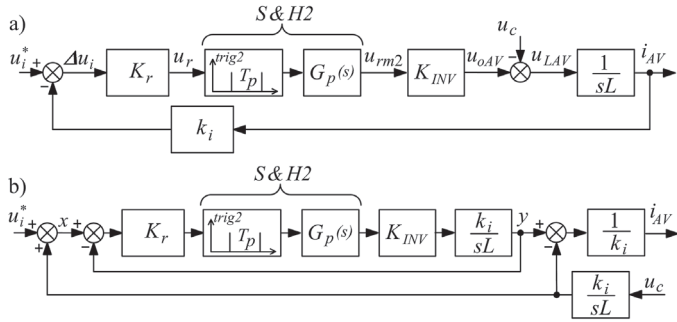 a)
S&H2
u_i^* + Δu_i K_r u_r trig2 T_p G_p(s) u_rm2 K_INV u_oAV - u_c u_LAV 1/sL i_AV
-
k_i
b)
S&H2
u_i^* + x + K_r trig2 T_p G_p(s) K_INV k_i/sL y + 1/k_i i_AV
+ - -
k_i/sL u_c